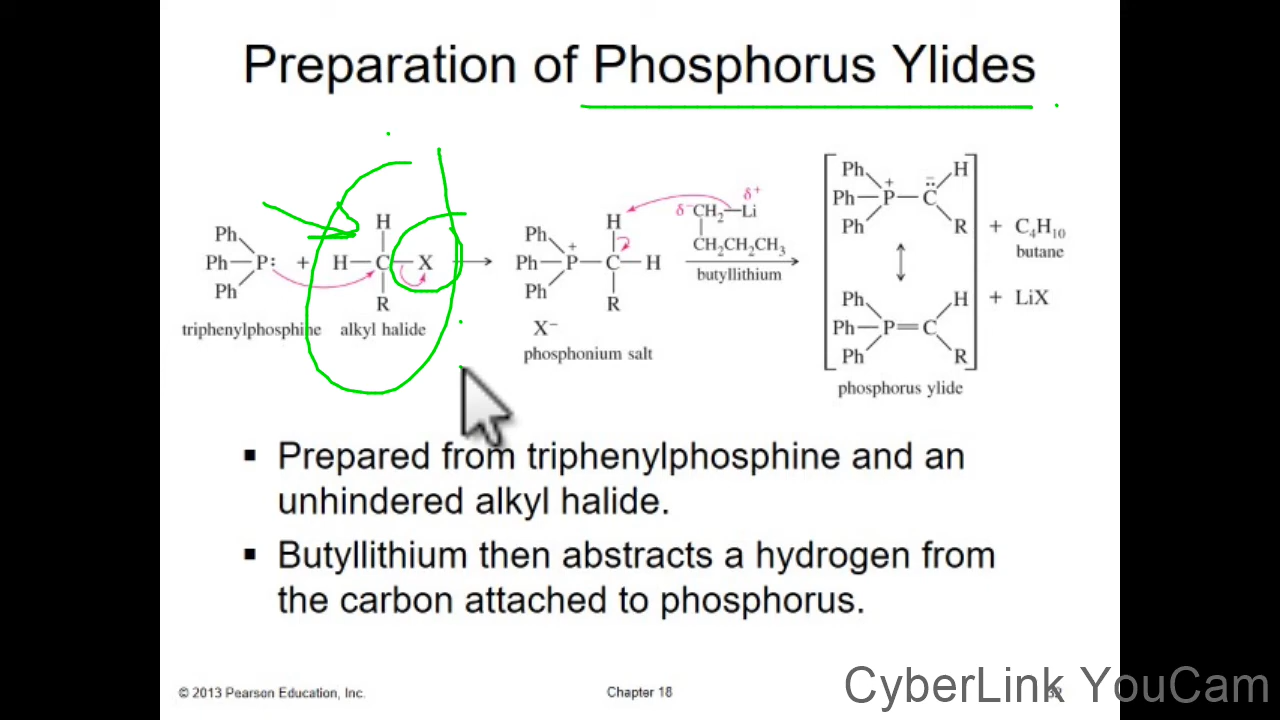 Preparation of Phosphorus Ylides
Ph
Ph—P:
Ph
triphenylphosphine
+
H
H—C—X
R
alkyl halide
Ph
+
Ph—P—C—H
H
Ph
R
X⁻
phosphonium salt
δ⁺
δ⁻CH₂—Li
CH₂CH₂CH₃
butyllithium
Ph
+
H
Ph—P—C
Ph
R
Ph
H
Ph—P=C
Ph
R
phosphorus ylide
+ C₄H₁₀
butane
+ LiX
▪ Prepared from triphenylphosphine and an
unhindered alkyl halide.
▪ Butyllithium then abstracts a hydrogen from
the carbon attached to phosphorus.
© 2013 Pearson Education, Inc.
Chapter 18
CyberLink YouCam